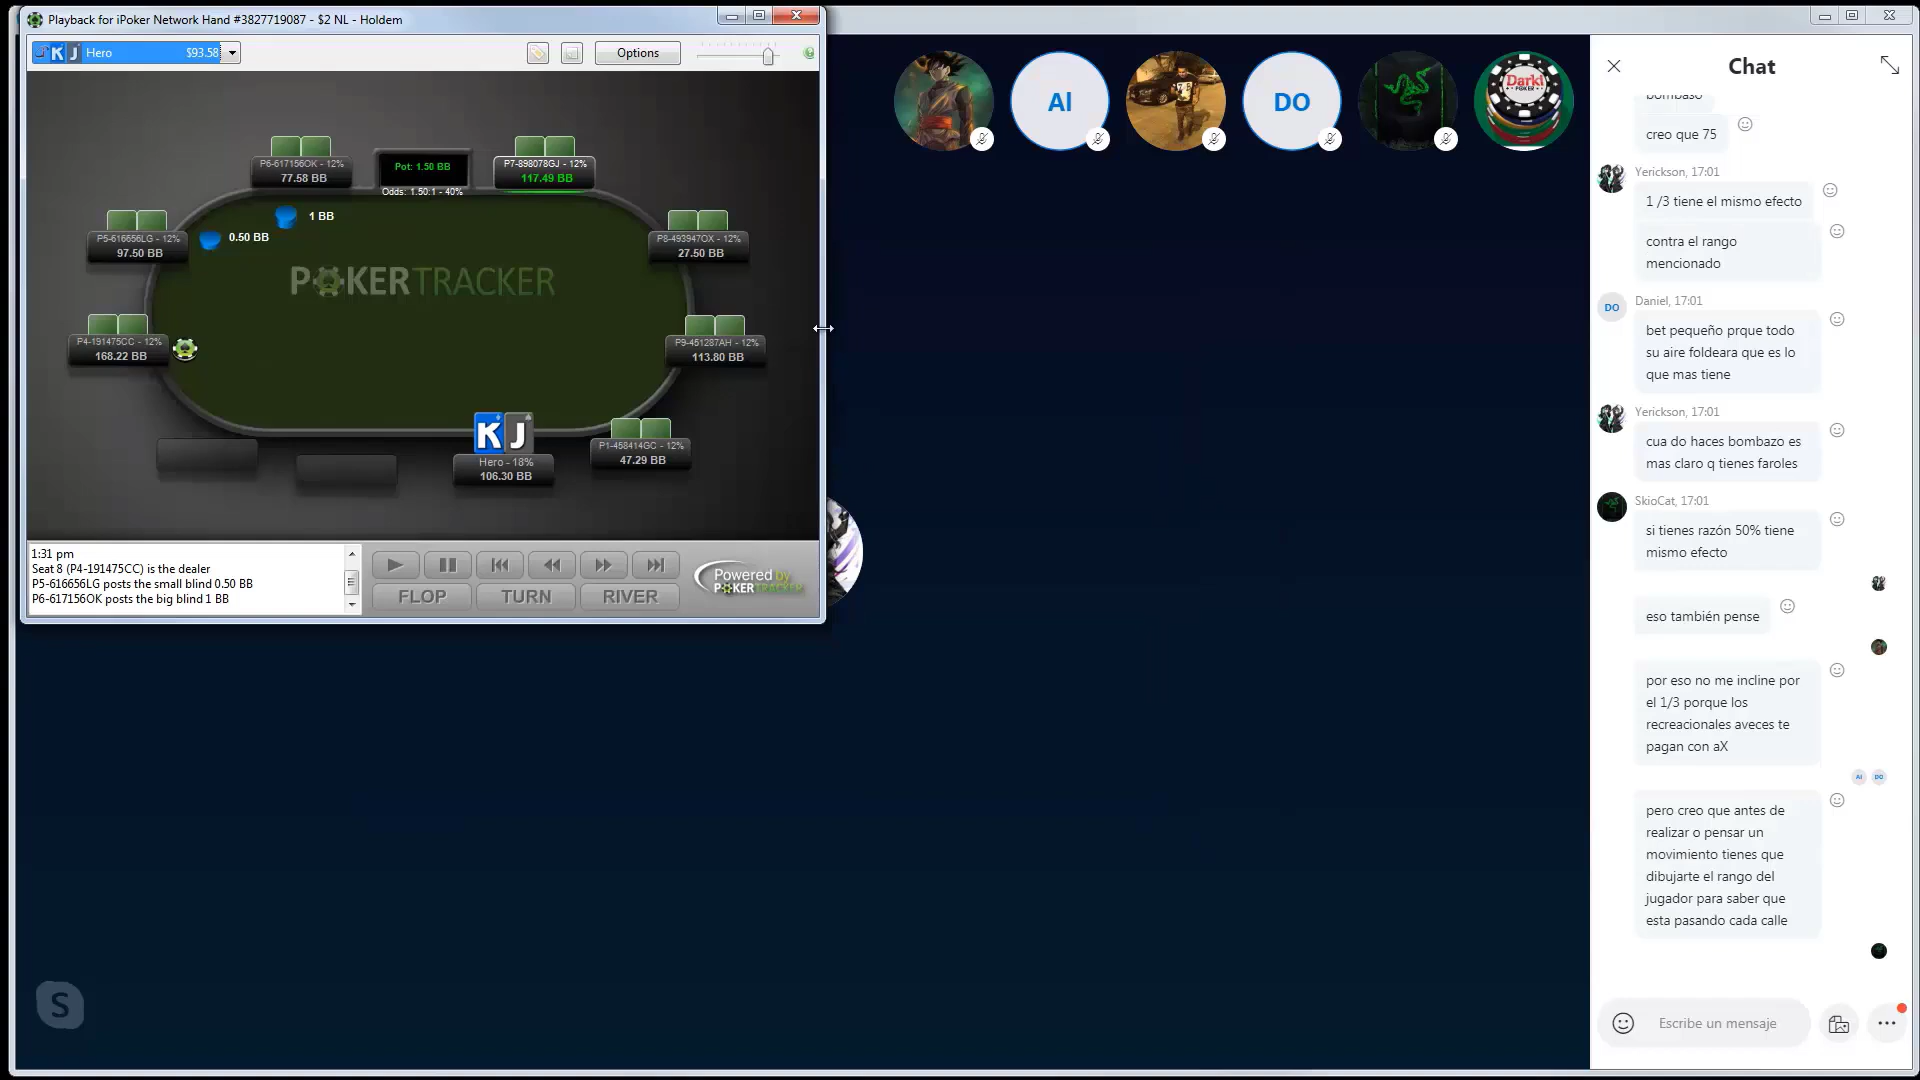 Playback for iPoker Network Hand #3827719087 - $2 NL - Holdem
K J Hero $93.58
Options
P6-617156OK - 12%
77.58 BB
Pot: 1.50 BB
Odds: 1.50:1 - 40%
P7-898078GJ - 12%
117.49 BB
1 BB
0.50 BB
P5-616656LG - 12%
97.50 BB
P8-493947OX - 12%
27.50 BB
POKERTRACKER
P4-191475CC - 12%
168.22 BB
P9-451287AH - 12%
113.80 BB
K J
Hero - 18%
106.30 BB
P1-458414GC - 12%
47.29 BB
1:31 pm
Seat 8 (P4-191475CC) is the dealer
P5-616656LG posts the small blind 0.50 BB
P6-617156OK posts the big blind 1 BB
FLOP TURN RIVER
Powered by
POKERTRACKER
Al
DO
Darki
POKER
S
Chat
bombaso
creo que 75
Yerickson, 17:01
1 /3 tiene el mismo efecto
contra el rango
mencionado
DO
Daniel, 17:01
bet pequeño prque todo
su aire foldeara que es lo
que mas tiene
Yerickson, 17:01
cua do haces bombazo es
mas claro q tienes faroles
SkioCat, 17:01
si tienes razón 50% tiene
mismo efecto
eso también pense
por eso no me incline por
el 1/3 porque los
recreacionales aveces te
pagan con aX
Al DO
pero creo que antes de
realizar o pensar un
movimiento tienes que
dibujarte el rango del
jugador para saber que
esta pasando cada calle
Escribe un mensaje